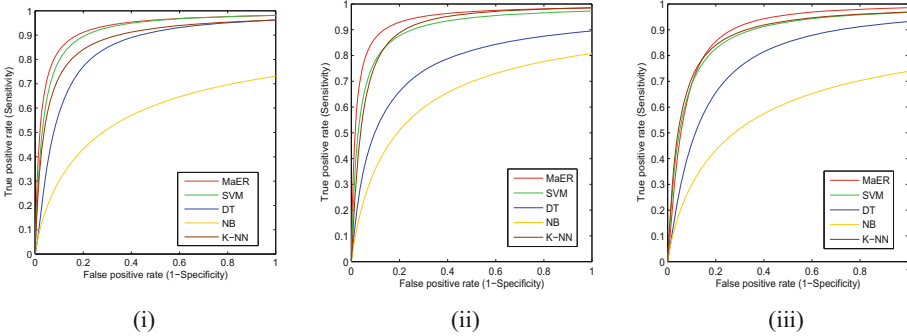 True positive rate (Sensitivity)
1
0.9
0.8
0.7
0.6
0.5
0.4
0.3
0.2
0.1
0
0 0.2 0.4 0.6 0.8 1
False positive rate (1−Specificity)
MaER
SVM
DT
NB
K−NN
(i)
True positive rate (Sensitivity)
1
0.9
0.8
0.7
0.6
0.5
0.4
0.3
0.2
0.1
0
0 0.2 0.4 0.6 0.8 1
False positive rate (1−Specificity)
MaER
SVM
DT
NB
K−NN
(ii)
True positive rate (Sensitivity)
1
0.9
0.8
0.7
0.6
0.5
0.4
0.3
0.2
0.1
0
0 0.2 0.4 0.6 0.8 1
False positive rate (1−Specificity)
MaER
SVM
DT
NB
K−NN
(iii)